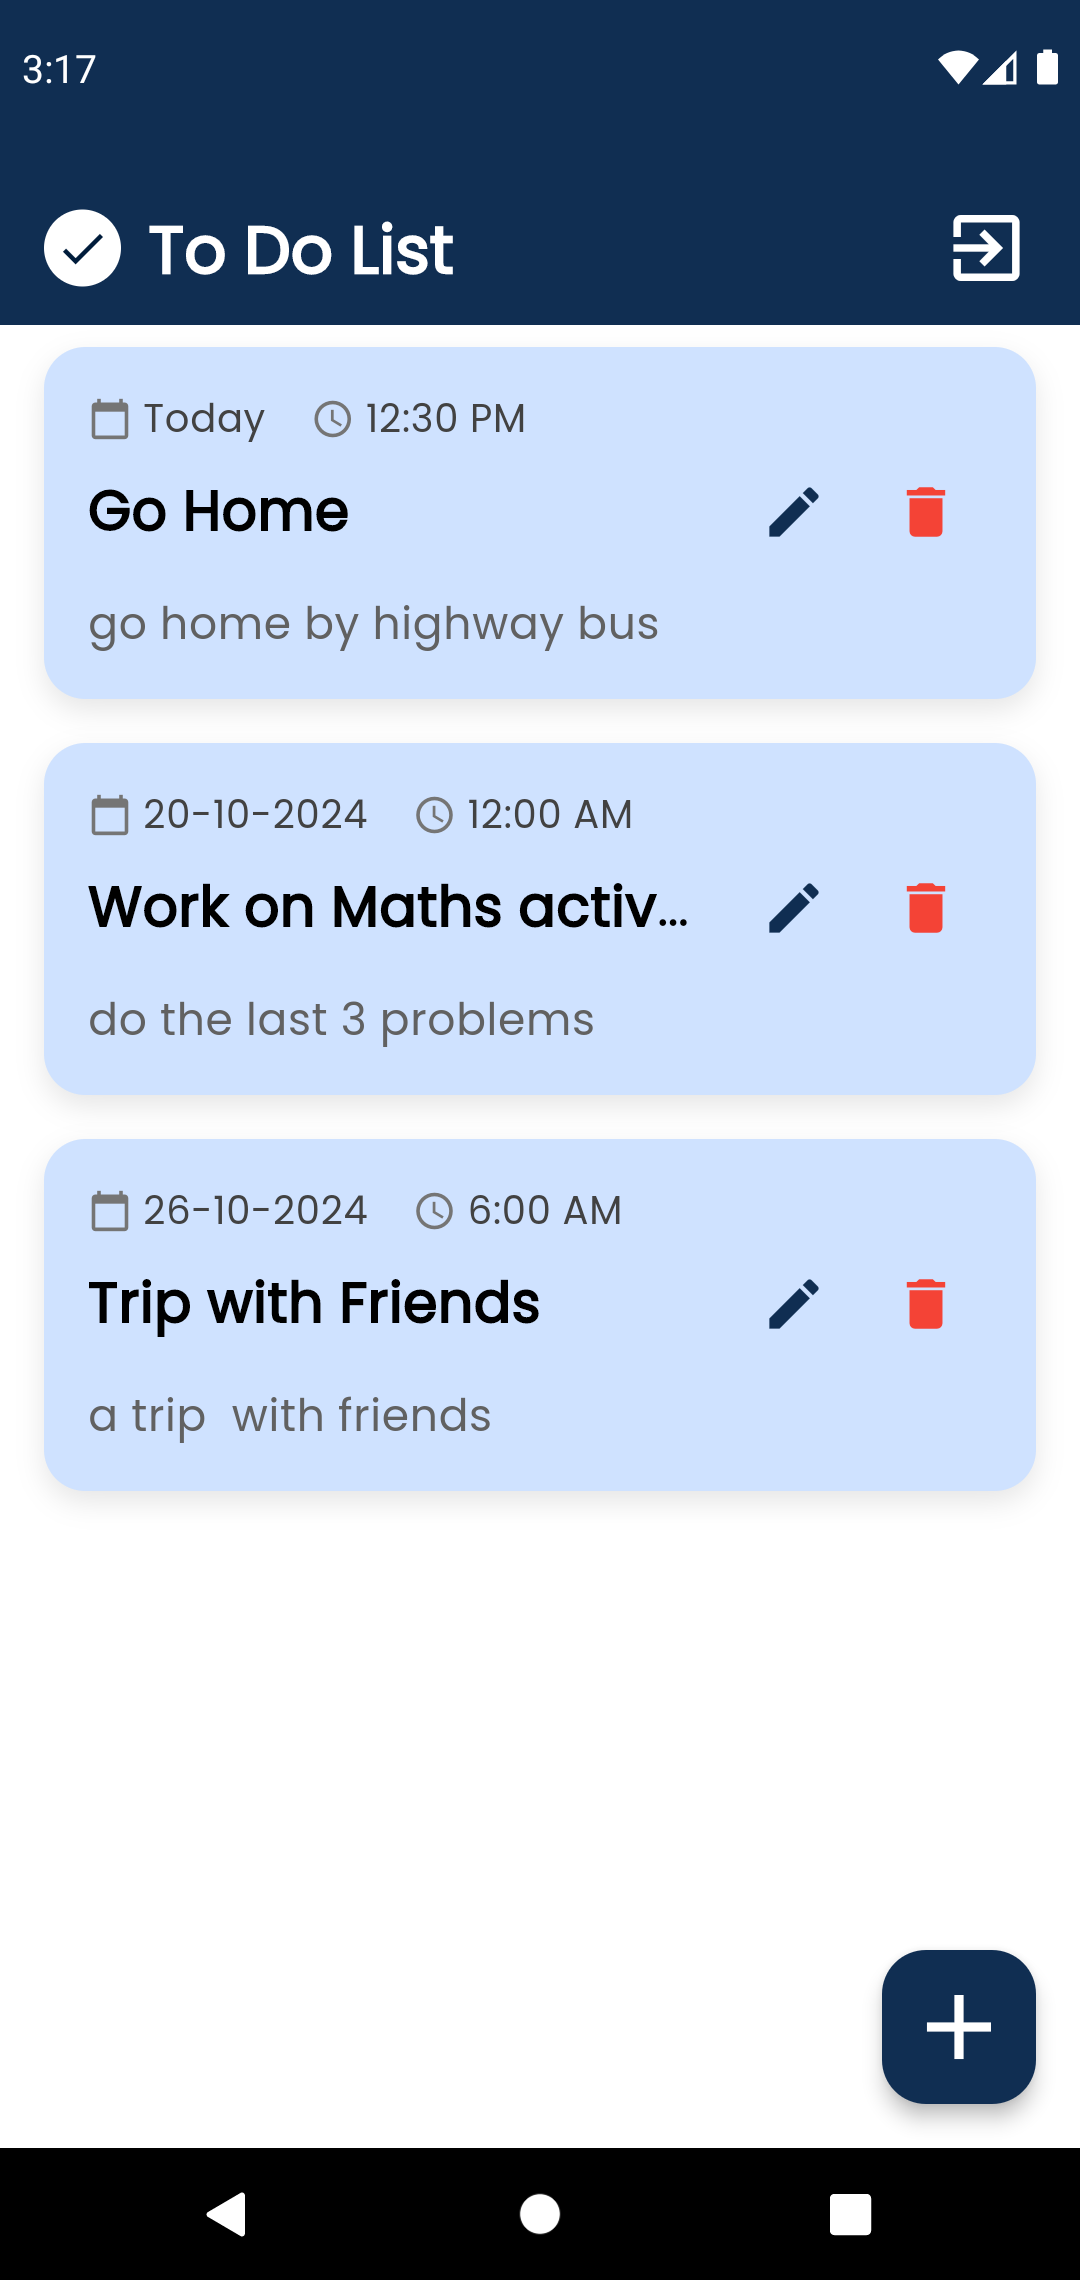 3:17
To Do List
Today 12:30 PM
Go Home
go home by highway bus
20-10-2024 12:00 AM
Work on Maths activ...
do the last 3 problems
26-10-2024 6:00 AM
Trip with Friends
a trip  with friends